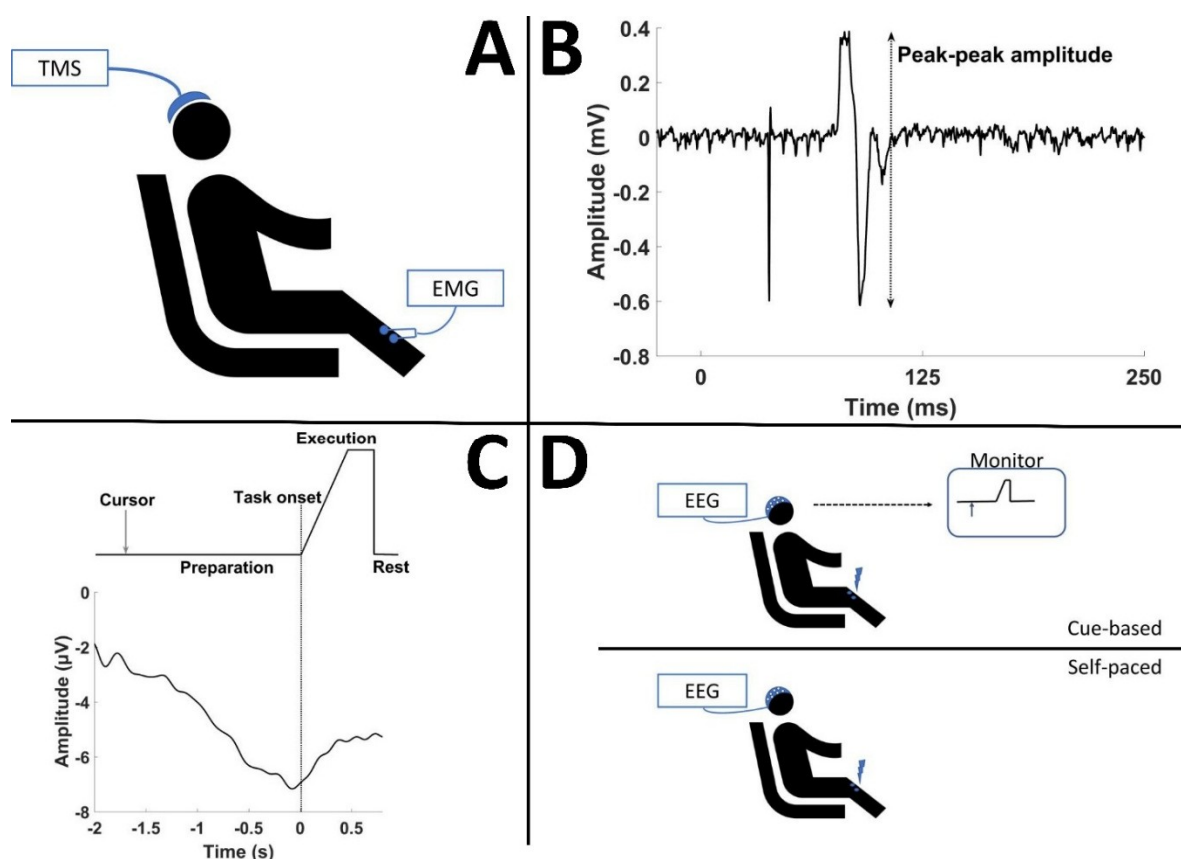 A
TMS
EMG
B
0.4
0.2
0
-0.2
-0.4
-0.6
-0.8
Amplitude (mV)
Peak-peak amplitude
0
125
250
Time (ms)
C
Execution
Task onset
Cursor
Preparation
Rest
0
-2
-4
-6
-8
Amplitude (µV)
-2
-1.5
-1
-0.5
0
0.5
Time (s)
D
Monitor
EEG
Cue-based
Self-paced
EEG